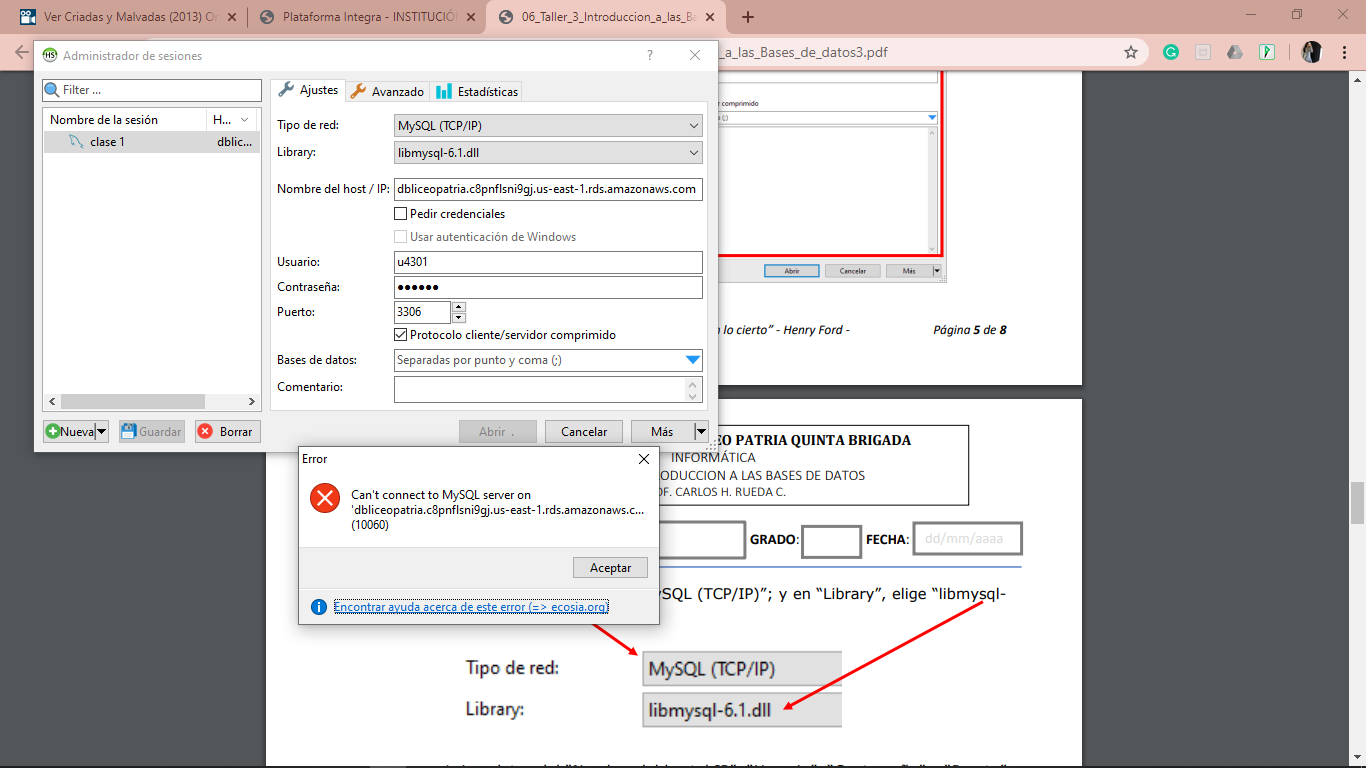 Ver Criadas y Malvadas (2013) On
Plataforma Integra - INSTITUCIÓN
06_Taller_3_Introduccion_a_las_Ba
_a_las_Bases_de_datos3.pdf
HS Administrador de sesiones
Filter ...
Nombre de la sesión H...
clase 1 dblic...
Ajustes Avanzado Estadísticas
Tipo de red: MySQL (TCP/IP)
Library: libmysql-6.1.dll
Nombre del host / IP: dbliceopatria.c8pnflsni9gj.us-east-1.rds.amazonaws.com
Pedir credenciales
Usar autenticación de Windows
Usuario: u4301
Contraseña: ●●●●●●
Puerto: 3306
Protocolo cliente/servidor comprimido
Bases de datos: Separadas por punto y coma (;)
Comentario:
Nueva Guardar Borrar Abrir . Cancelar Más
comprimido
(;)
Abrir Cancelar Más
lo cierto” - Henry Ford - Página 5 de 8
EO PATRIA QUINTA BRIGADA
INFORMÁTICA
ODUCCION A LAS BASES DE DATOS
OF. CARLOS H. RUEDA C.
GRADO: FECHA: dd/mm/aaaa
Error
Can't connect to MySQL server on
'dbliceopatria.c8pnflsni9gj.us-east-1.rds.amazonaws.c...
(10060)
Aceptar
Encontrar ayuda acerca de este error (=> ecosia.org)
ySQL (TCP/IP)”; y en “Library”, elige “libmysql-
Tipo de red: MySQL (TCP/IP)
Library: libmysql-6.1.dll